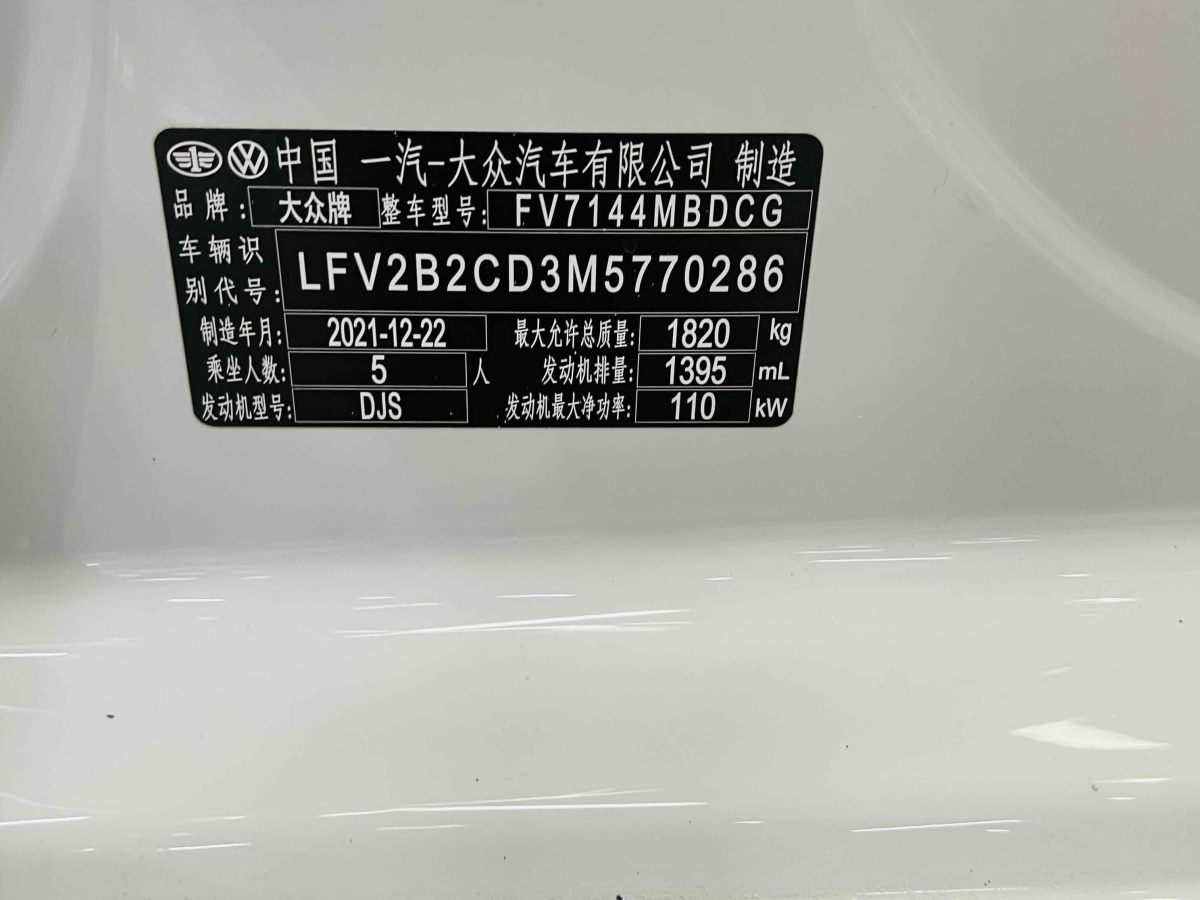 中国 一汽-大众汽车有限公司 制造
品牌: 大众牌 整车型号: FV7144MBDCG
车辆识别代号: LFV2B2CD3M5770286
制造年月: 2021-12-22 最大允许总质量: 1820 kg
乘坐人数: 5 人 发动机排量: 1395 mL
发动机型号: DJS 发动机最大净功率: 110 kW